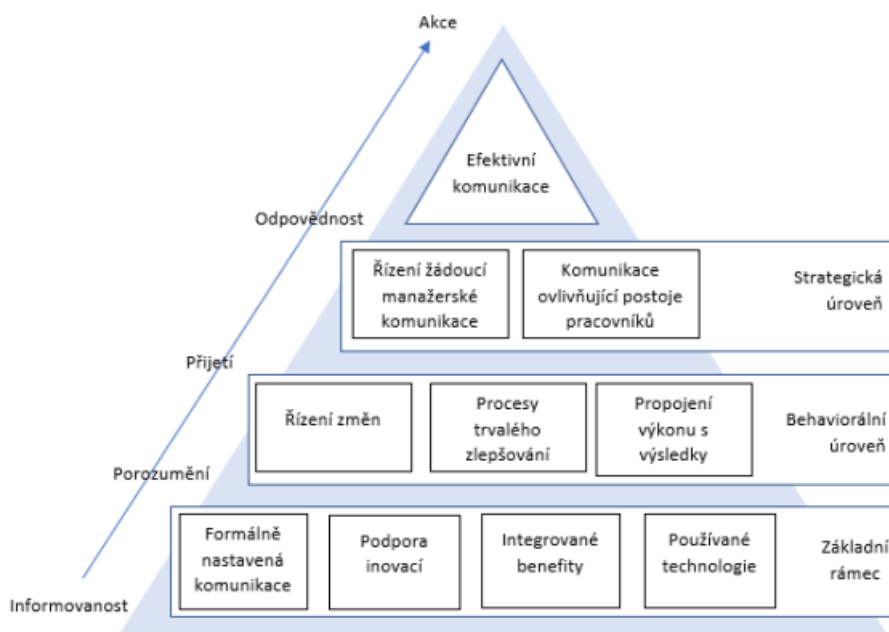 Akce
Efektivní
komunikace
Odpovědnost
Řízení žádoucí
manažerské
komunikace
Komunikace
ovlivňující postoje
pracovníků
Strategická
úroveň
Přijetí
Řízení změn
Procesy
trvalého
zlepšování
Propojení
výkonu s
výsledky
Behaviorální
úroveň
Porozumění
Formálně
nastavená
komunikace
Podpora
inovací
Integrované
benefity
Používané
technologie
Základní
rámec
Informovanost